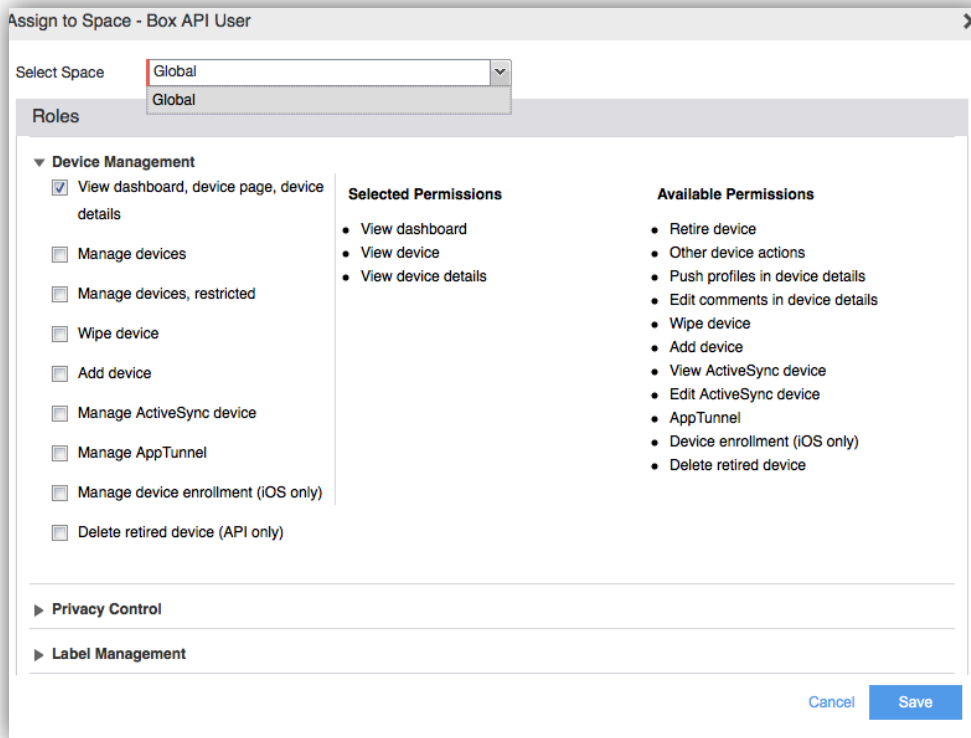 Assign to Space - Box API User
Select Space
Global
Global
Roles
Device Management
View dashboard, device page, device
details
Manage devices
Manage devices, restricted
Wipe device
Add device
Manage ActiveSync device
Manage AppTunnel
Manage device enrollment (iOS only)
Delete retired device (API only)
Selected Permissions
View dashboard
View device
View device details
Available Permissions
Retire device
Other device actions
Push profiles in device details
Edit comments in device details
Wipe device
Add device
View ActiveSync device
Edit ActiveSync device
AppTunnel
Device enrollment (iOS only)
Delete retired device
Privacy Control
Label Management
Cancel
Save